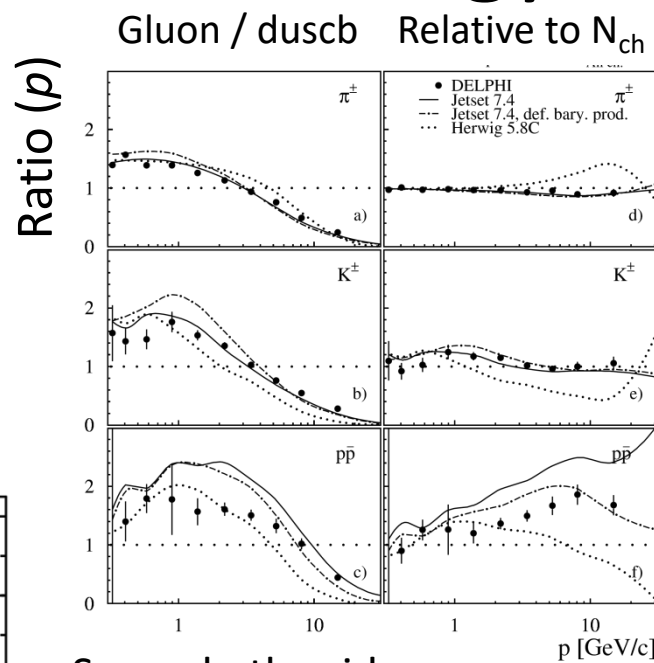 Gluon / duscb Relative to Nch
Ratio (p)
π±
2
1
a)
0
DELPHI
Jetset 7.4
π±
Jetset 7.4, def. bary. prod.
Herwig 5.8C
d)
K±
2
1
b)
0
K±
e)
pp̄
2
1
c)
0
1 10
pp̄
f)
1 10
p [GeV/c]